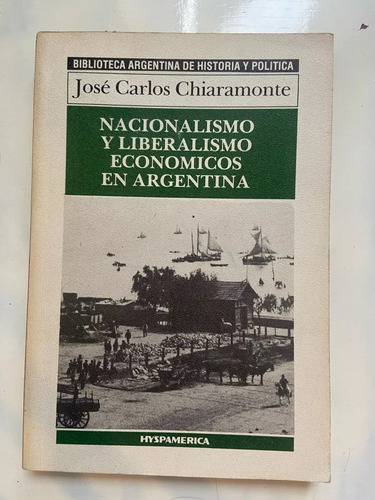 BIBLIOTECA ARGENTINA DE HISTORIA Y POLITICA
José Carlos Chiaramonte
NACIONALISMO
Y LIBERALISMO
ECONOMICOS
EN ARGENTINA
HYSPAMERICA